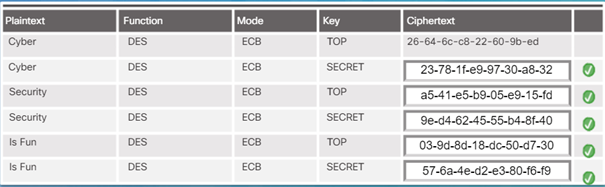 Plaintext Function Mode Key Ciphertext
Cyber DES ECB TOP 26-64-6c-c8-22-60-9b-ed
Cyber DES ECB SECRET 23-78-1f-e9-97-30-a8-32
Security DES ECB TOP a5-41-e5-b9-05-e9-15-fd
Security DES ECB SECRET 9e-d4-62-45-55-b4-8f-40
Is Fun DES ECB TOP 03-9d-8d-18-dc-50-d7-30
Is Fun DES ECB SECRET 57-6a-4e-d2-e3-80-f6-f9